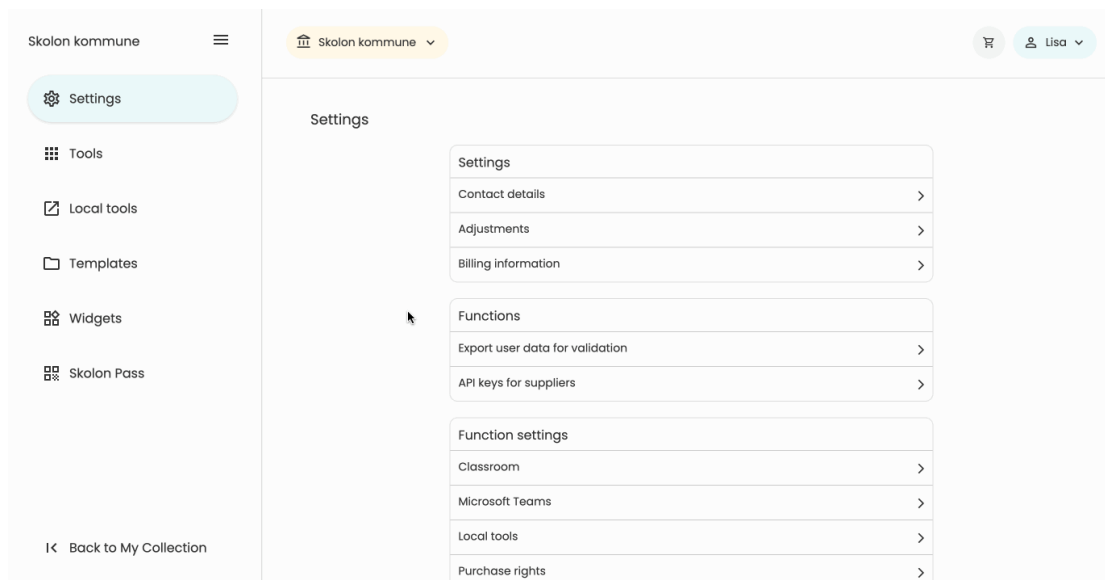 Skolon kommune
Settings
Tools
Local tools
Templates
Widgets
Skolon Pass
Back to My Collection
Skolon kommune
Lisa
Settings
Settings
Contact details
Adjustments
Billing information
Functions
Export user data for validation
API keys for suppliers
Function settings
Classroom
Microsoft Teams
Local tools
Purchase rights